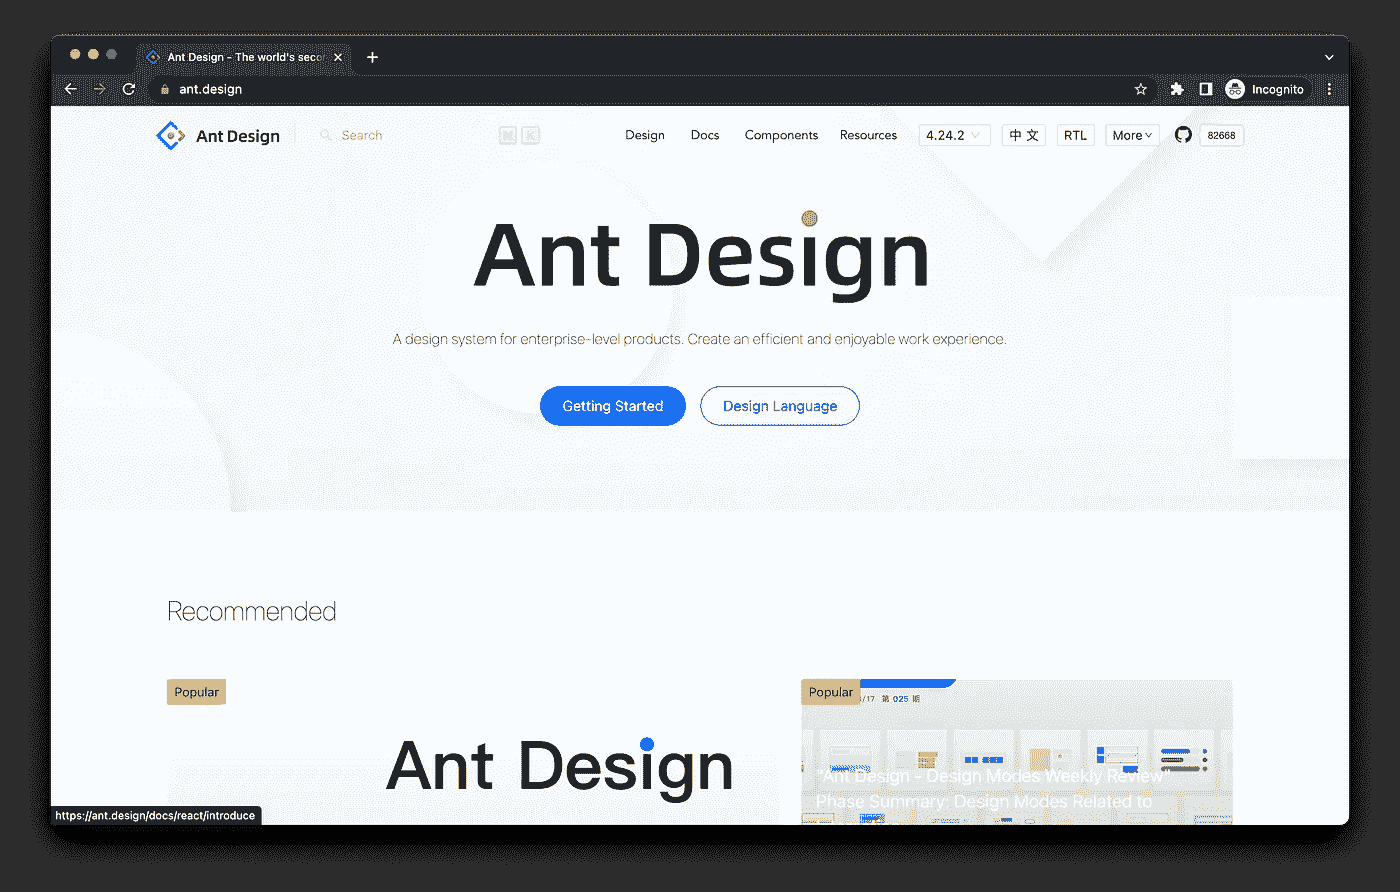 Ant Design - The world's seco
ant.design
Incognito
Ant Design
Search
⌘ K
Design
Docs
Components
Resources
4.24.2
中 文
RTL
More
82668
Ant Design
A design system for enterprise-level products. Create an efficient and enjoyable work experience.
Getting Started
Design Language
Recommended
Popular
Ant Design
Popular
/17 第 025 期
"Ant Design - Design Modes Weekly Review"
Phase Summary: Design Modes Related to
https://ant.design/docs/react/introduce